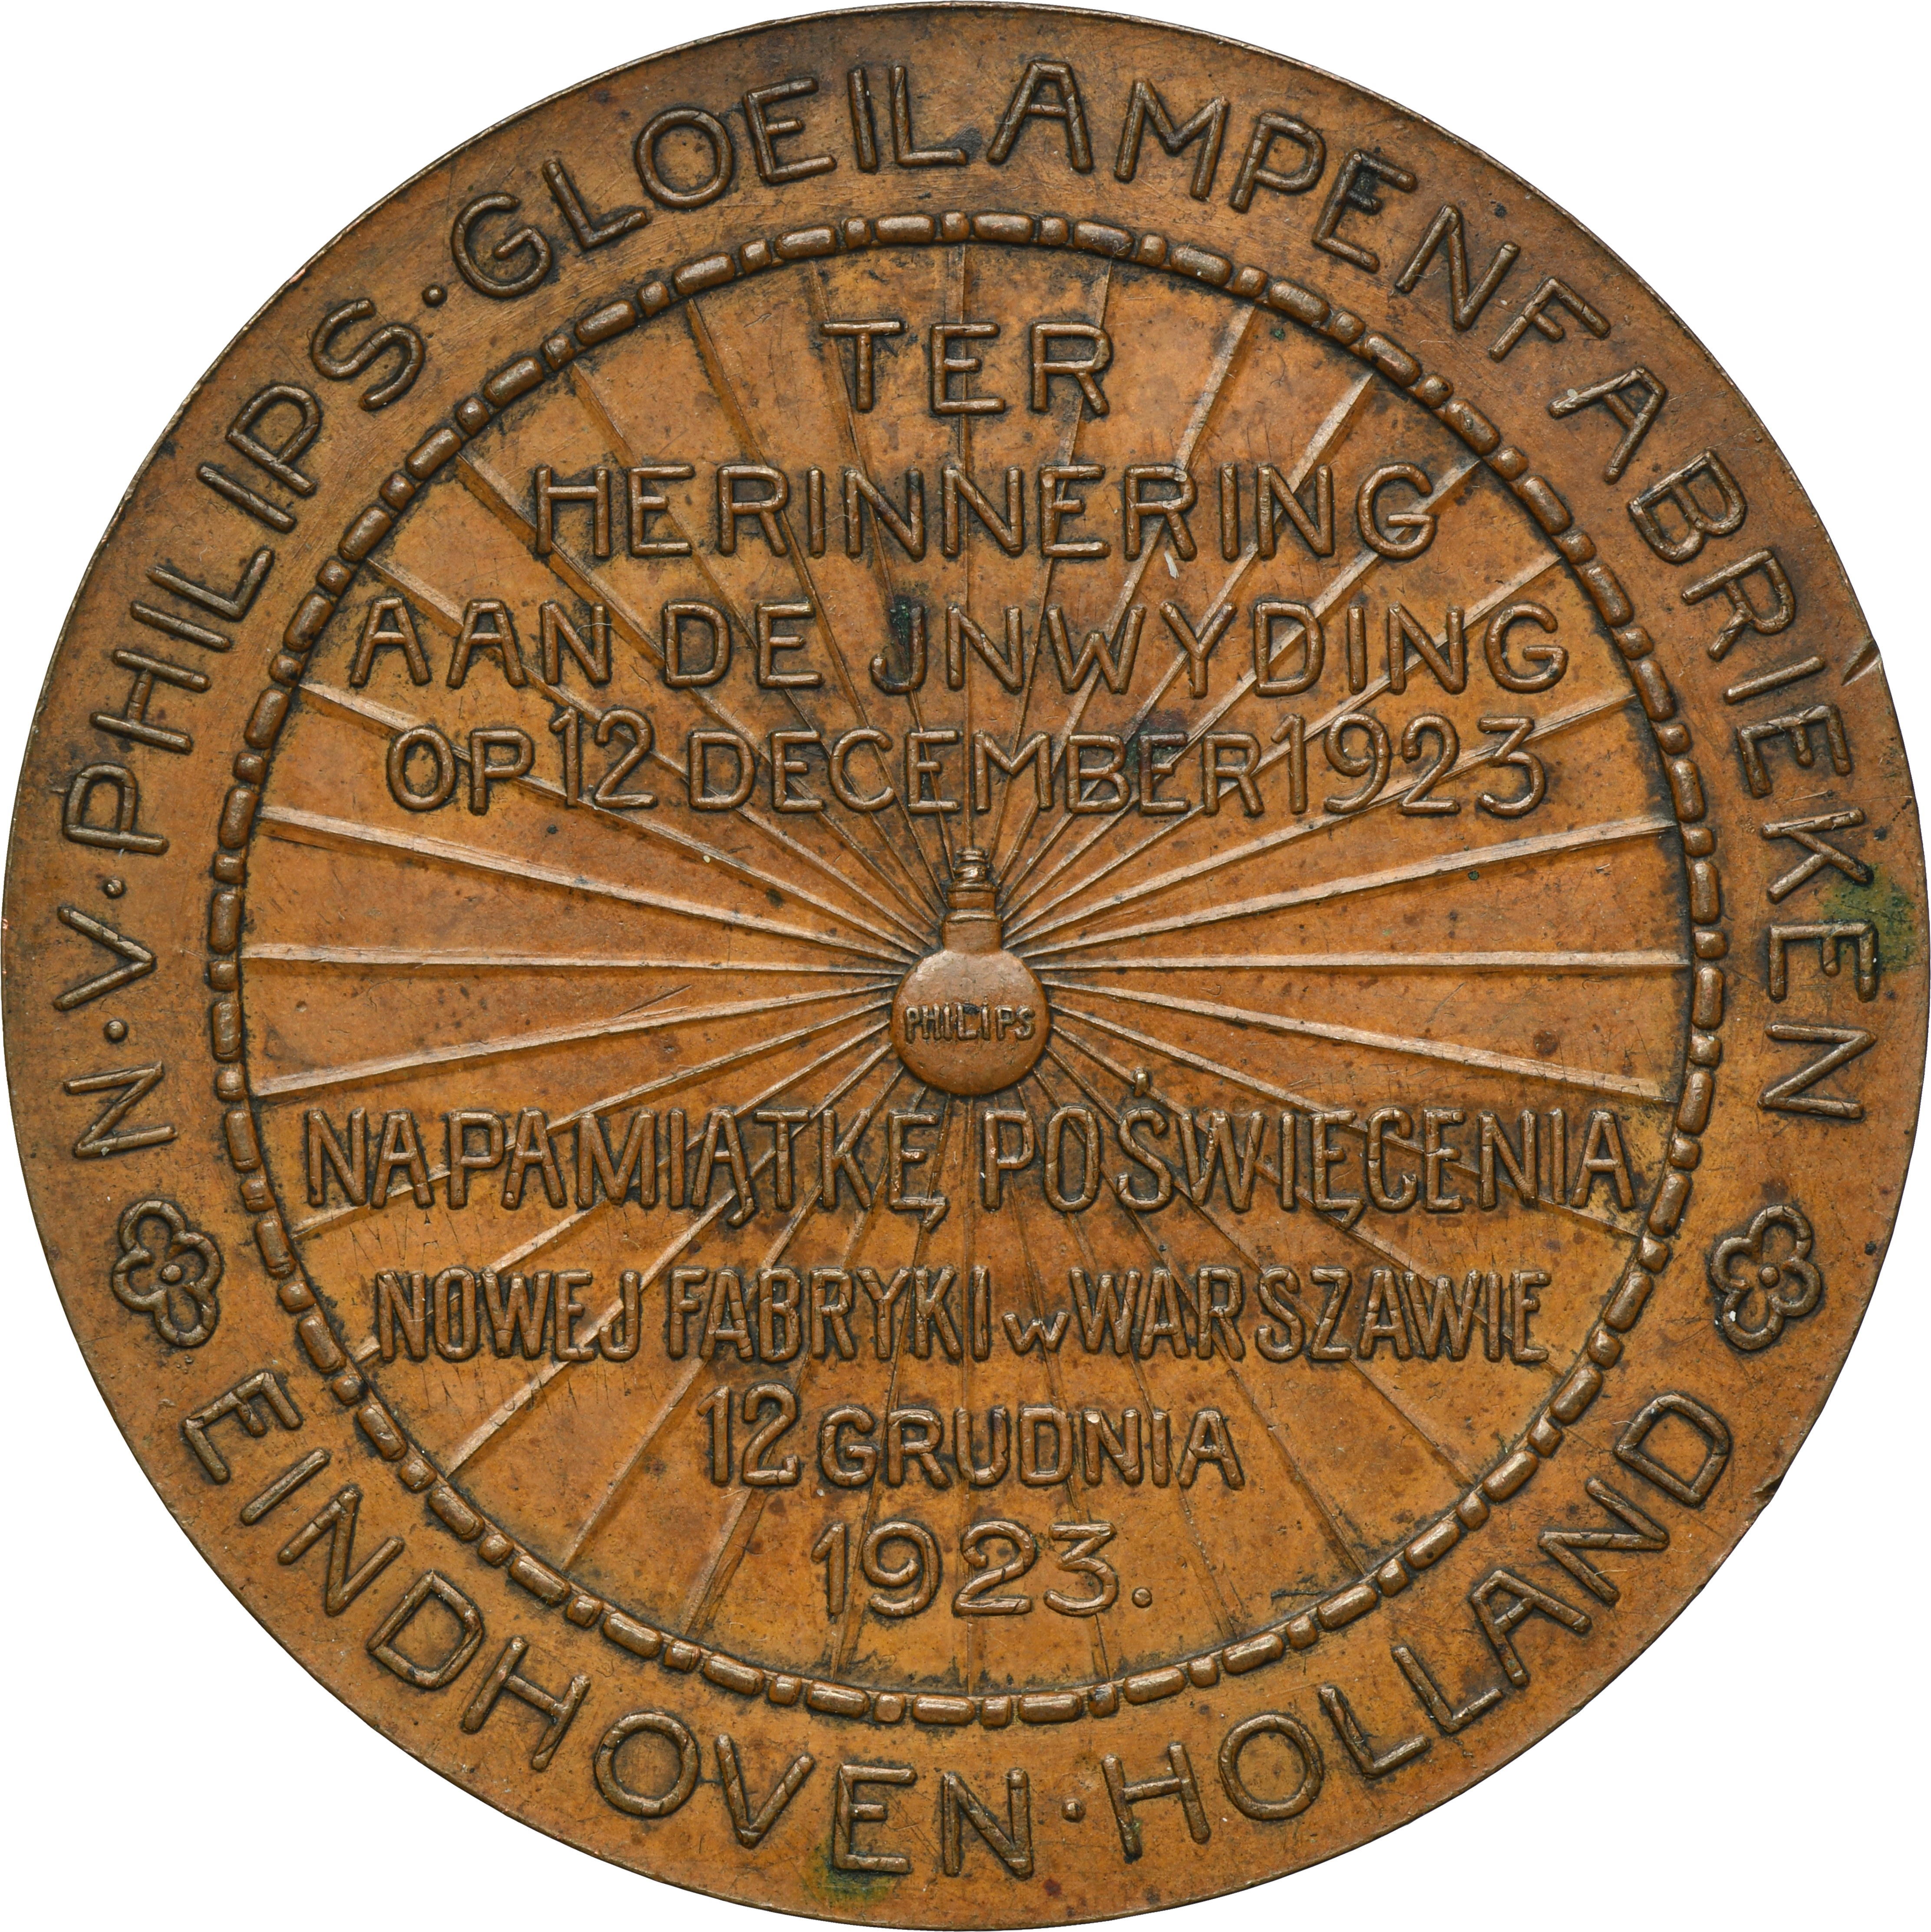 N·V·PHILIPS·GLOEILAMPENFABRIEKEN
TER
HERINNERING
AAN DE JNWYDING
OP 12 DECEMBER 1923
PHILIPS
NA PAMIĄTKĘ POŚWIĘCENIA
NOWEJ FABRYKI w WARSZAWIE
12 GRUDNIA
1923.
EINDHOVEN·HOLLAND